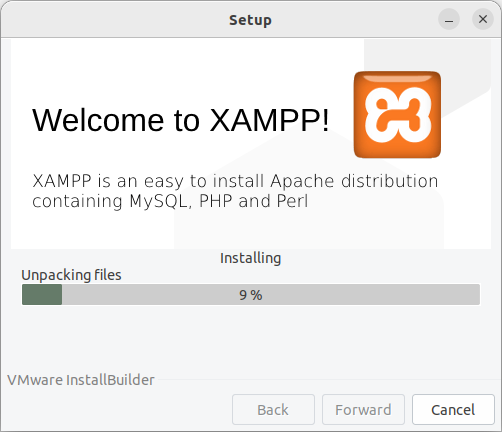 Setup
Welcome to XAMPP!
XAMPP is an easy to install Apache distribution
containing MySQL, PHP and Perl
Installing
Unpacking files
9 %
VMware InstallBuilder
Back
Forward
Cancel